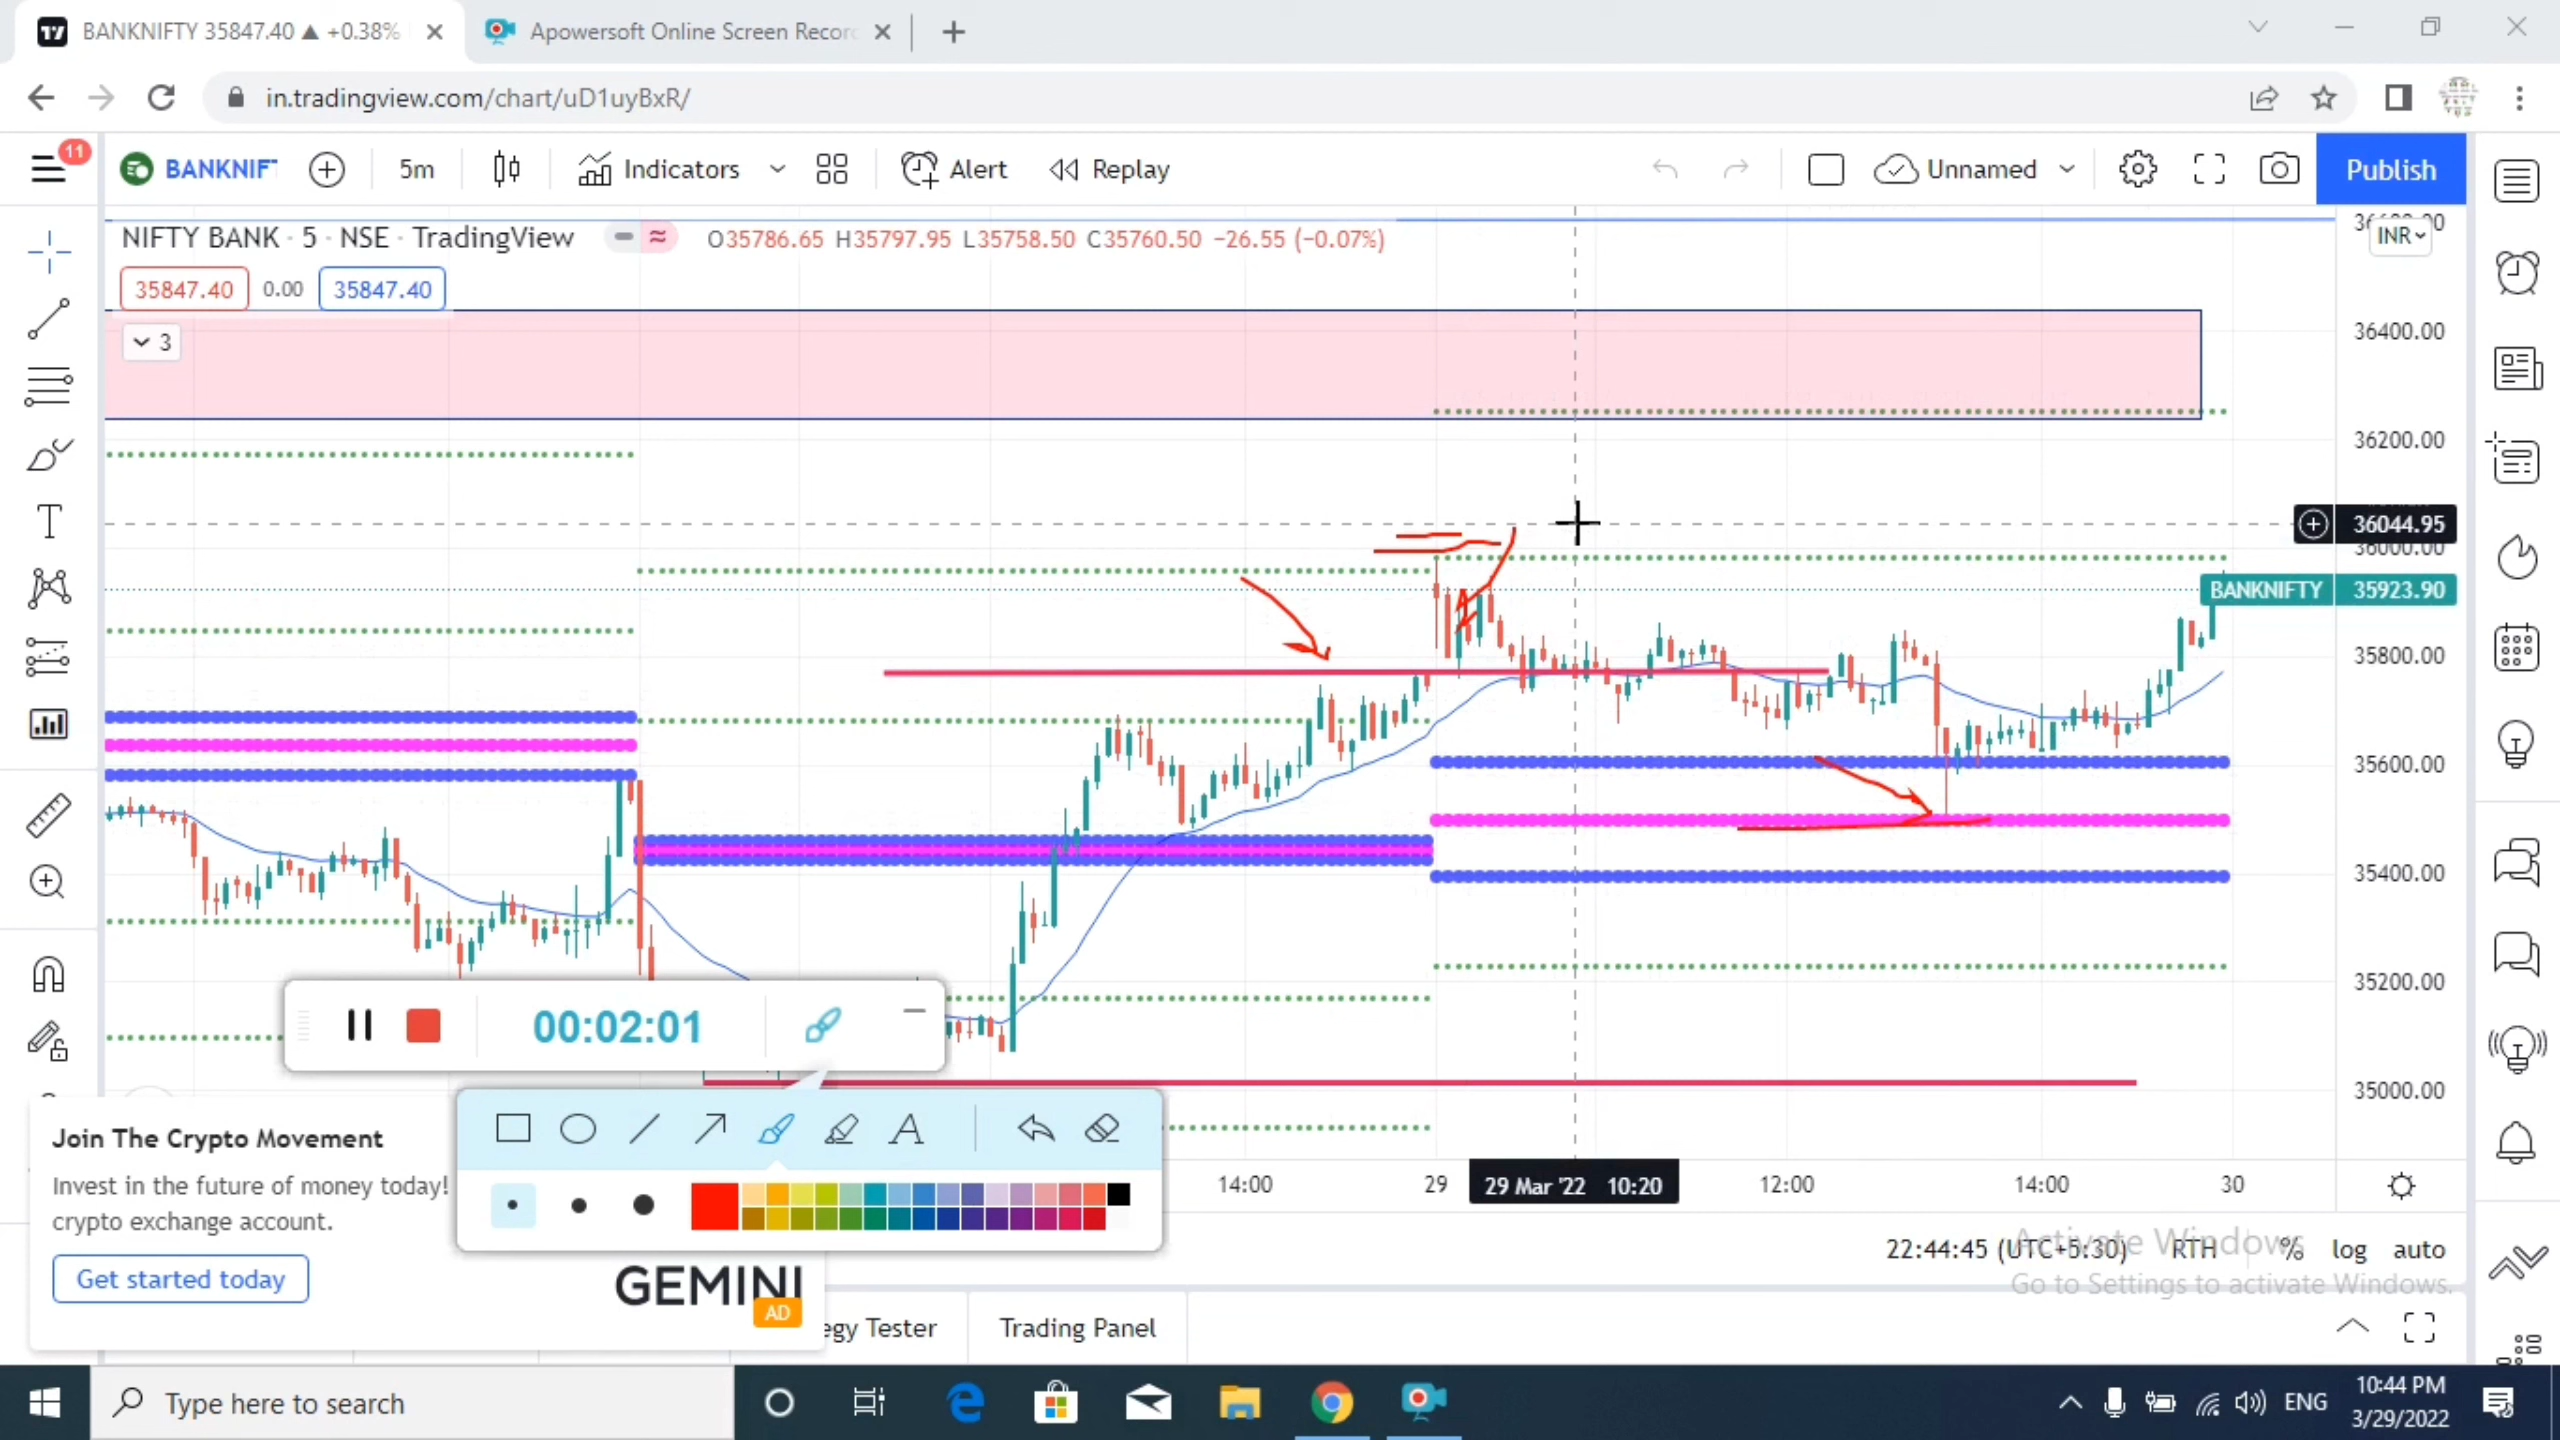 BANKNIFTY 35847.40 ▲ +0.38%
Apowersoft Online Screen Recor
in.tradingview.com/chart/uD1uyBxR/
11
BANKNIF
5m
Indicators
Alert
Replay
Unnamed
Publish
NIFTY BANK · 5 · NSE · TradingView
O35786.65 H35797.95 L35758.50 C35760.50 −26.55 (−0.07%)
INR
35847.40
0.00
35847.40
3
36400.00
36200.00
36044.95
36000.00
BANKNIFTY
35923.90
35800.00
35600.00
35400.00
35200.00
35000.00
00:02:01
14:00
29
29 Mar '22 10:20
12:00
14:00
30
Join The Crypto Movement
Invest in the future of money today!
crypto exchange account.
Get started today
GEMINI
AD
22:44:45 (UTC+5:30)
RTH
%
log
auto
Activate Windows
Go to Settings to activate Windows.
egy Tester
Trading Panel
Type here to search
ENG
10:44 PM
3/29/2022